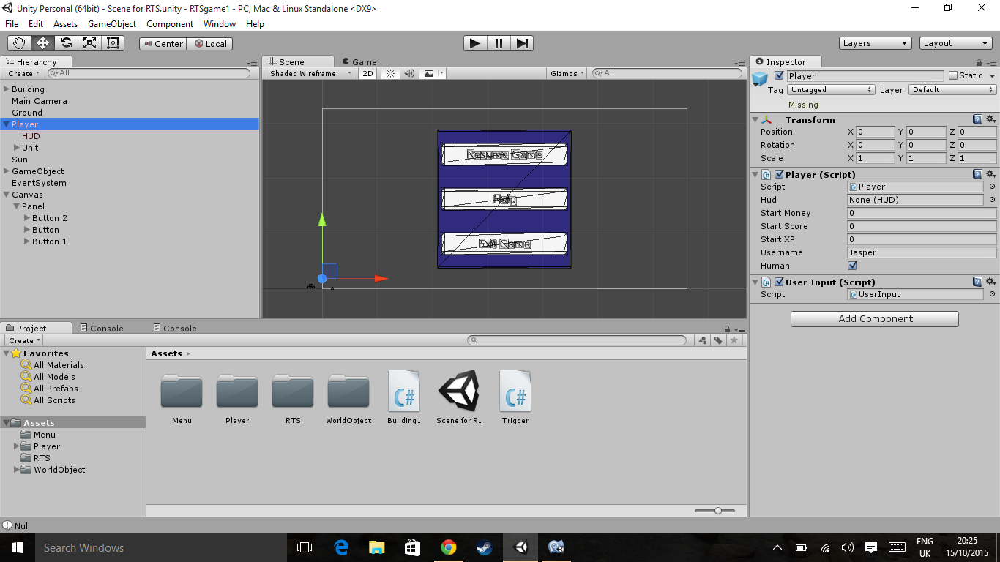 Unity Personal (64bit) - Scene for RTS.unity - RTSgame1 - PC, Mac & Linux Standalone <DX9>
File Edit Assets GameObject Component Window Help
Center Local Layers Layout
Hierarchy
Create All
Building
Main Camera
Ground
Player
HUD
Unit
Sun
GameObject
EventSystem
Canvas
Panel
Button 2
Button
Button 1
Scene Game
Shaded Wireframe 2D Gizmos All
Resume Game
Help
Exit Game
Inspector
Player Static
Tag Untagged Layer Default
Missing
Transform
Position X 0 Y 0 Z 0
Rotation X 0 Y 0 Z 0
Scale X 1 Y 1 Z 1
Player (Script)
Script Player
Hud None (HUD)
Start Money 0
Start Score 0
Start XP 0
Username Jasper
Human
User Input (Script)
Script UserInput
Add Component
Project Console Console
Create
Favorites
All Materials
All Models
All Prefabs
All Scripts
Assets
Menu
Player
RTS
WorldObject
Assets
C# C#
Menu Player RTS WorldObject Building1 Scene for R... Trigger
Null
Search Windows
ENG
UK
20:25
15/10/2015